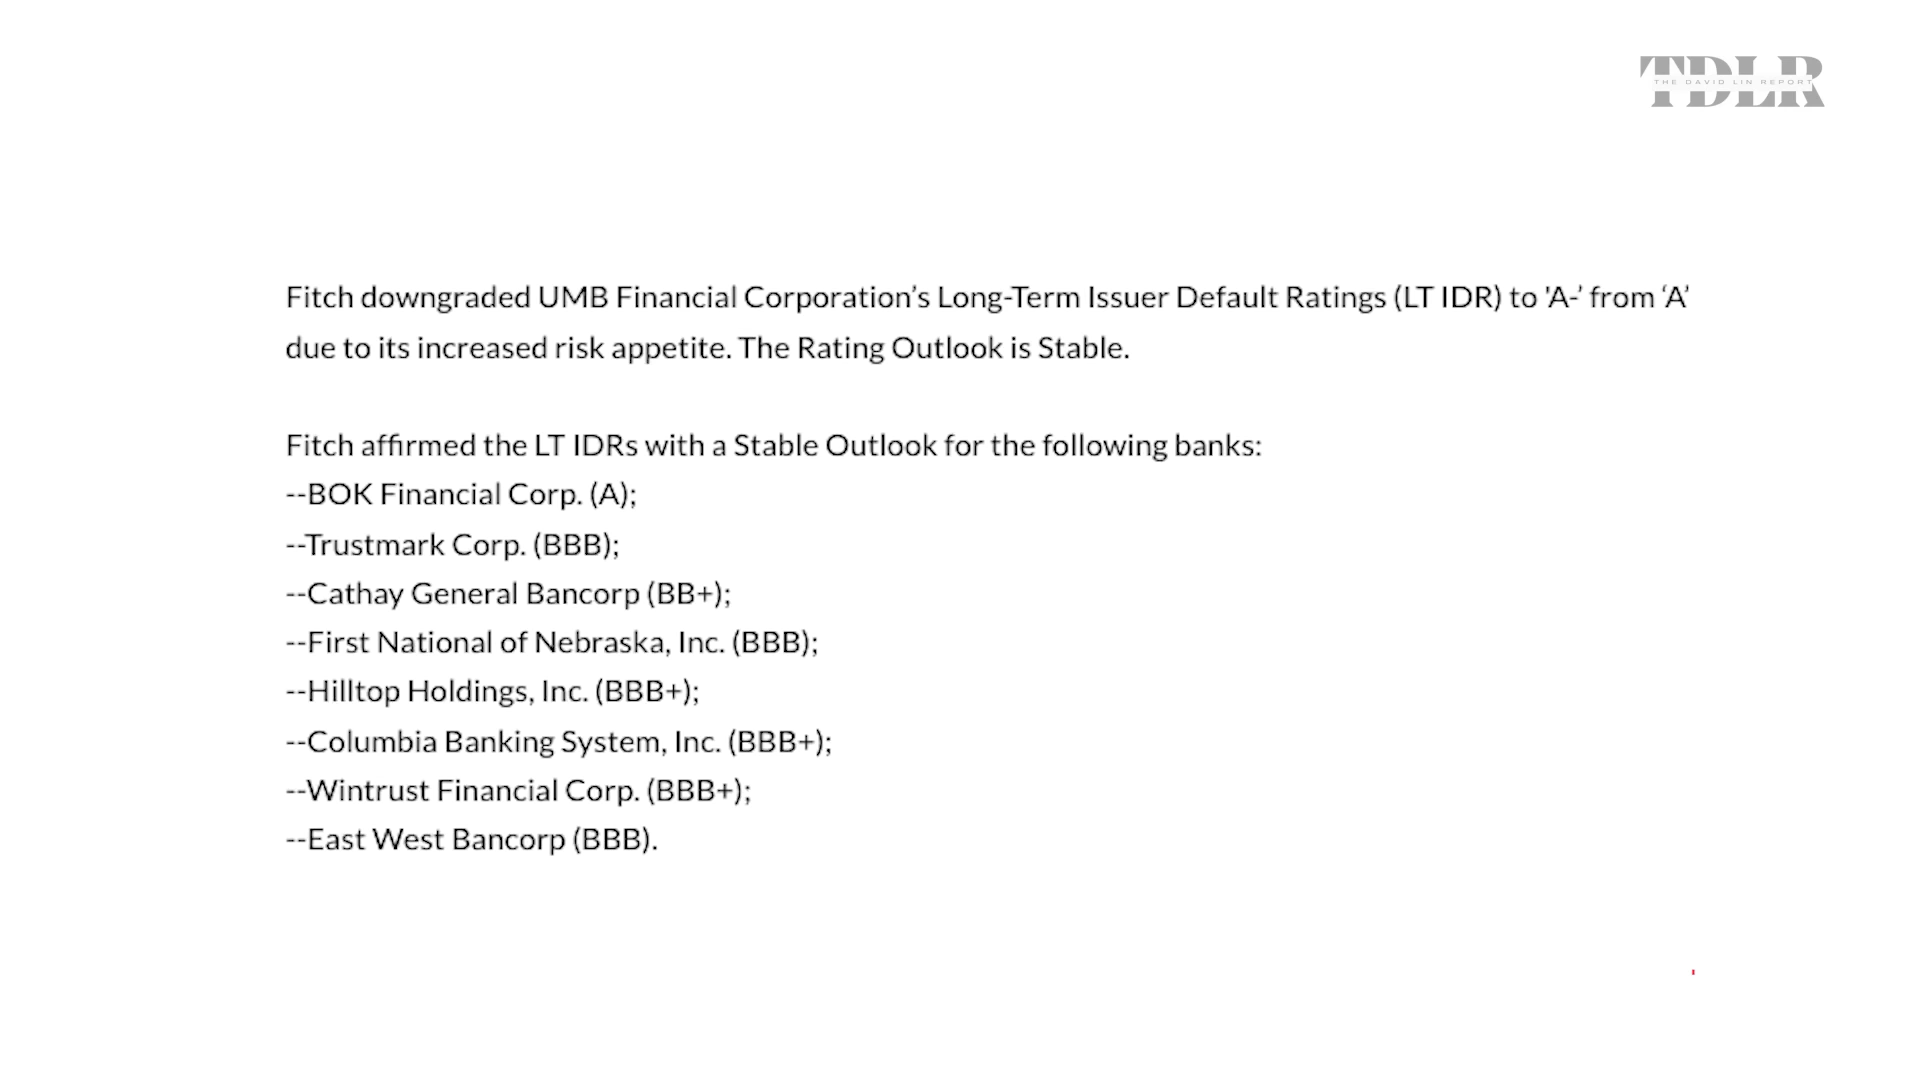 TDLR
THE DAVID LIN REPORT
Fitch downgraded UMB Financial Corporation’s Long-Term Issuer Default Ratings (LT IDR) to 'A-’ from ‘A’
due to its increased risk appetite. The Rating Outlook is Stable.
Fitch affirmed the LT IDRs with a Stable Outlook for the following banks:
--BOK Financial Corp. (A);
--Trustmark Corp. (BBB);
--Cathay General Bancorp (BB+);
--First National of Nebraska, Inc. (BBB);
--Hilltop Holdings, Inc. (BBB+);
--Columbia Banking System, Inc. (BBB+);
--Wintrust Financial Corp. (BBB+);
--East West Bancorp (BBB).